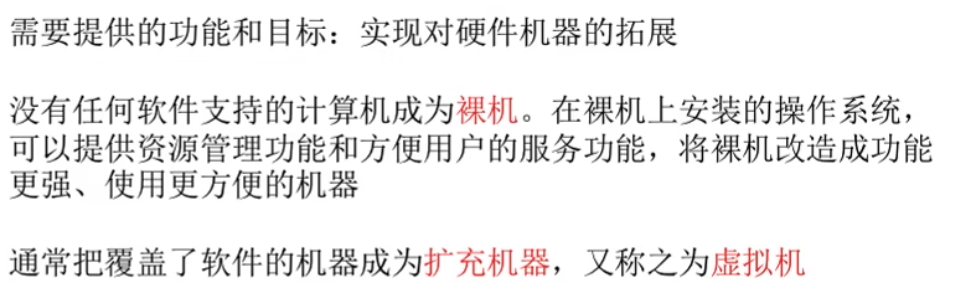 需要提供的功能和目标：实现对硬件机器的拓展
没有任何软件支持的计算机成为裸机。在裸机上安装的操作系统，
可以提供资源管理功能和方便用户的服务功能，将裸机改造成功能
更强、使用更方便的机器
通常把覆盖了软件的机器成为扩充机器，又称之为虚拟机